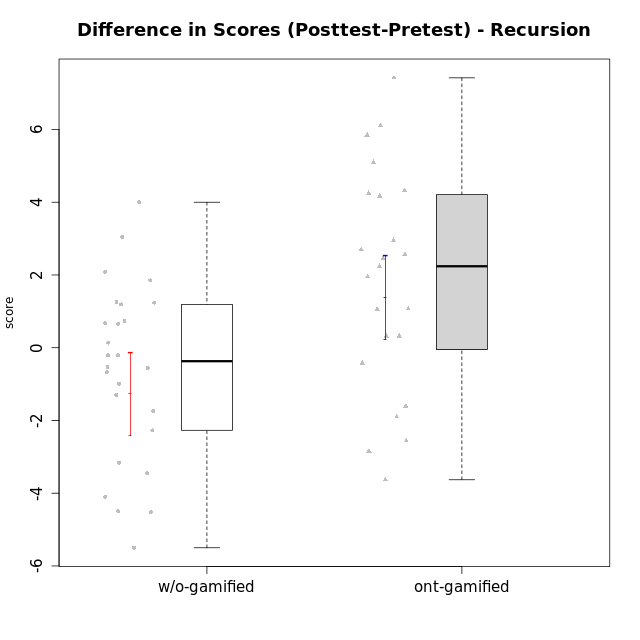 Difference in Scores (Posttest-Pretest) - Recursion
score
6
4
2
0
-2
-4
-6
w/o-gamified
ont-gamified